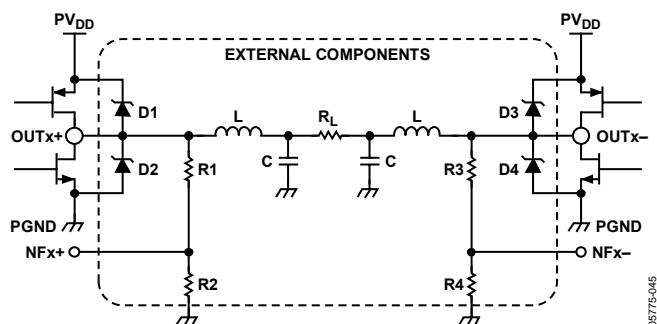 PVDD
PVDD
EXTERNAL COMPONENTS
D1
L
RL
L
D3
OUTx+
OUTx–
D2
R1
C
C
R3
D4
PGND
PGND
NFx+
NFx–
R2
R4
05775-045